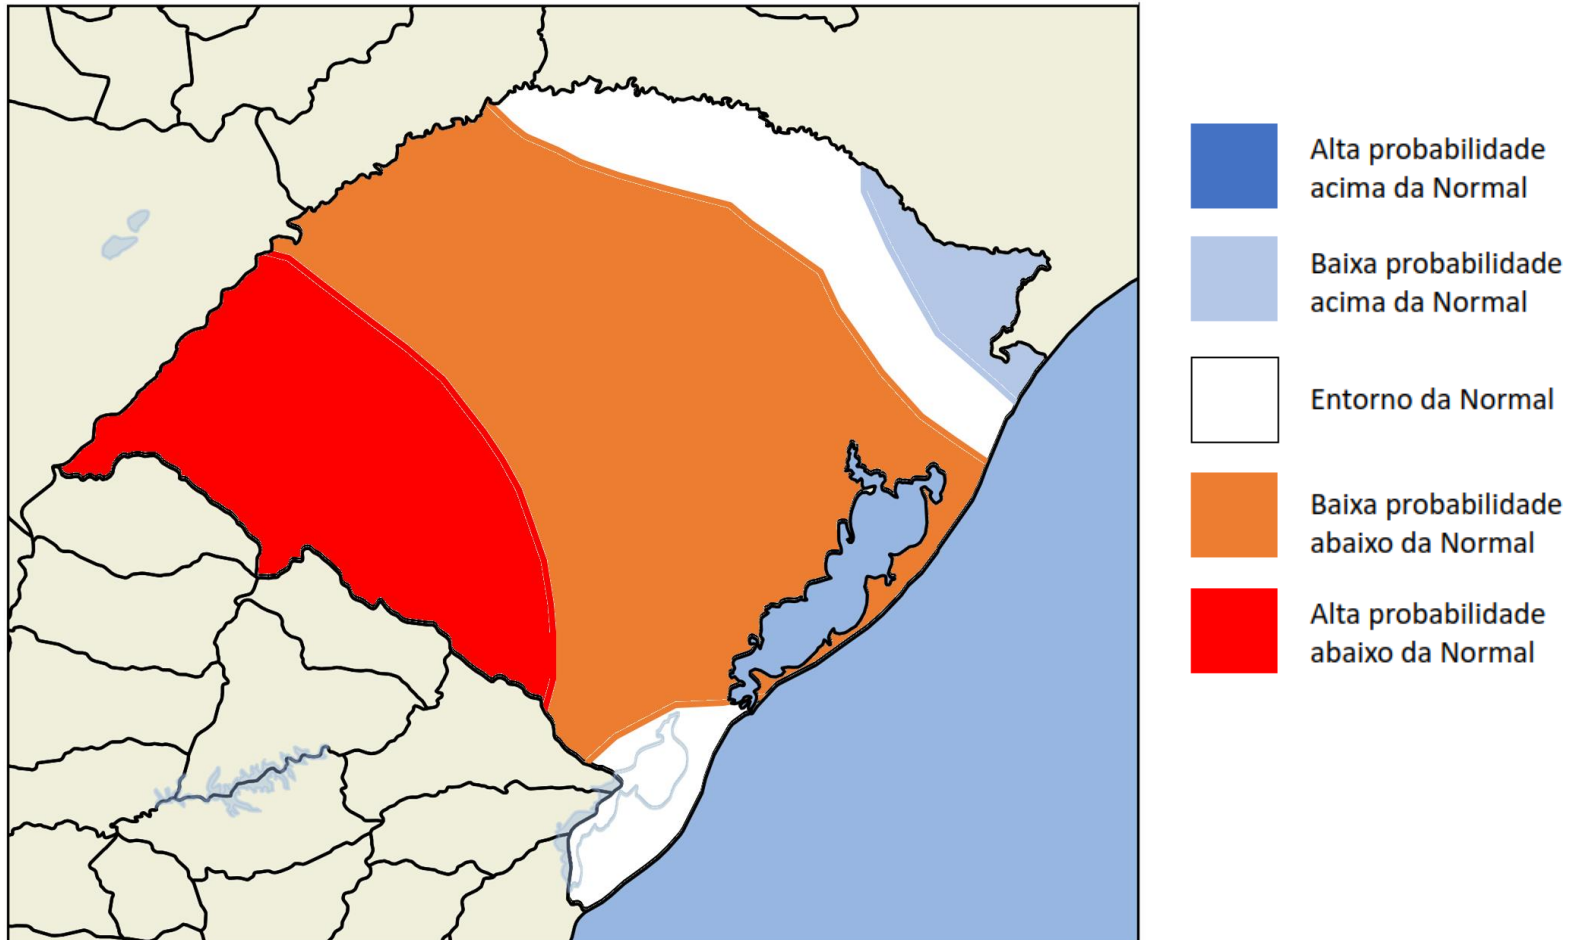 Alta probabilidade
acima da Normal
Baixa probabilidade
acima da Normal
Entorno da Normal
Baixa probabilidade
abaixo da Normal
Alta probabilidade
abaixo da Normal